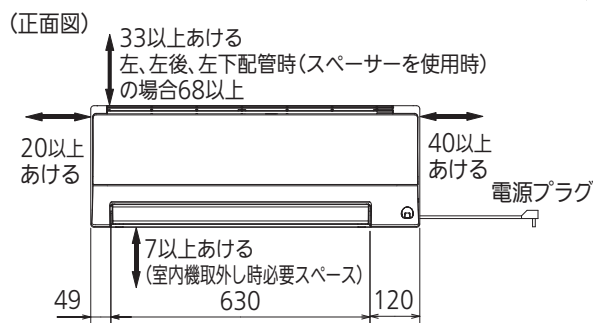 （正面図）
33以上あける
左、左後、左下配管時（スペーサーを使用時）
の場合68以上
20以上
あける
40以上
あける
電源プラグ
7以上あける
（室内機取外し時必要スペース）
49
630
120